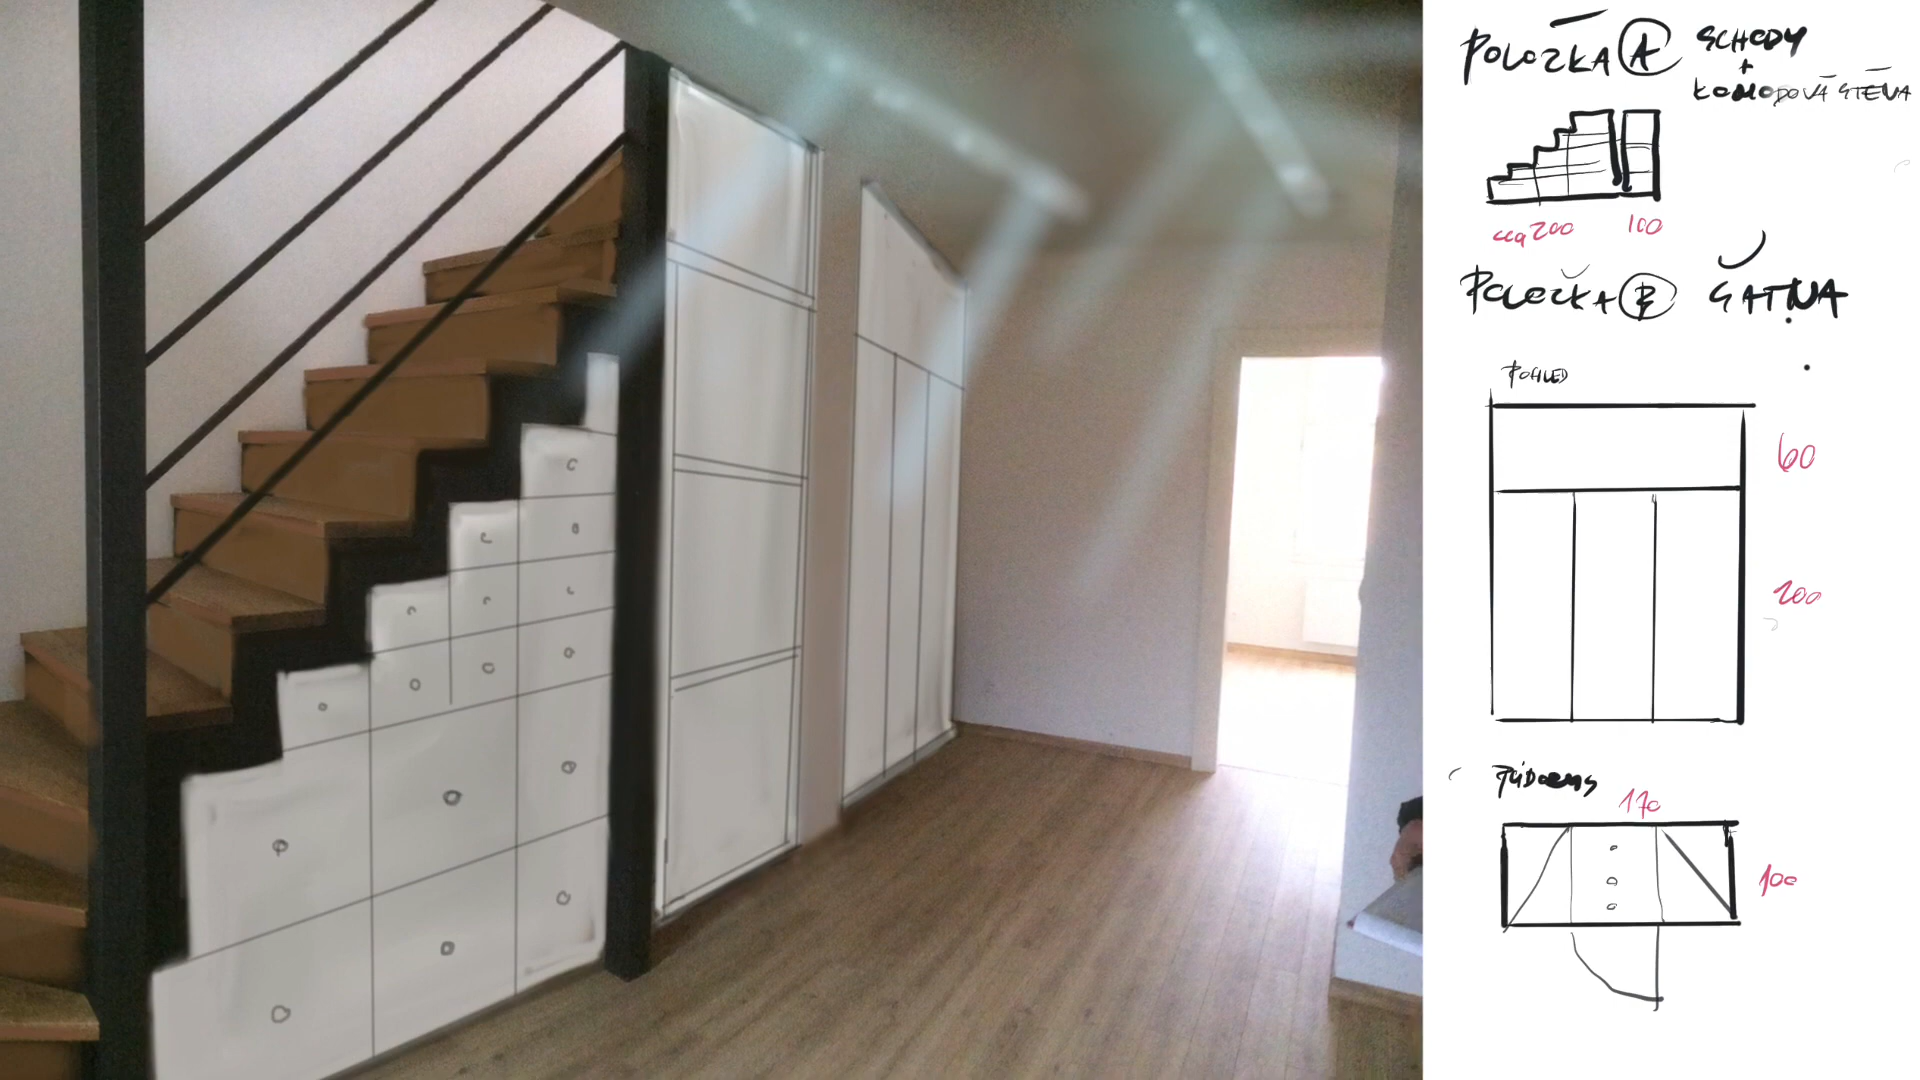 POLOŽKA A SCHODY
+
KOMODOVÁ STĚNA
cca 200 100
POLOŽKA B ŠATNA
POHLED
60
200
PŮDORYS
170
100